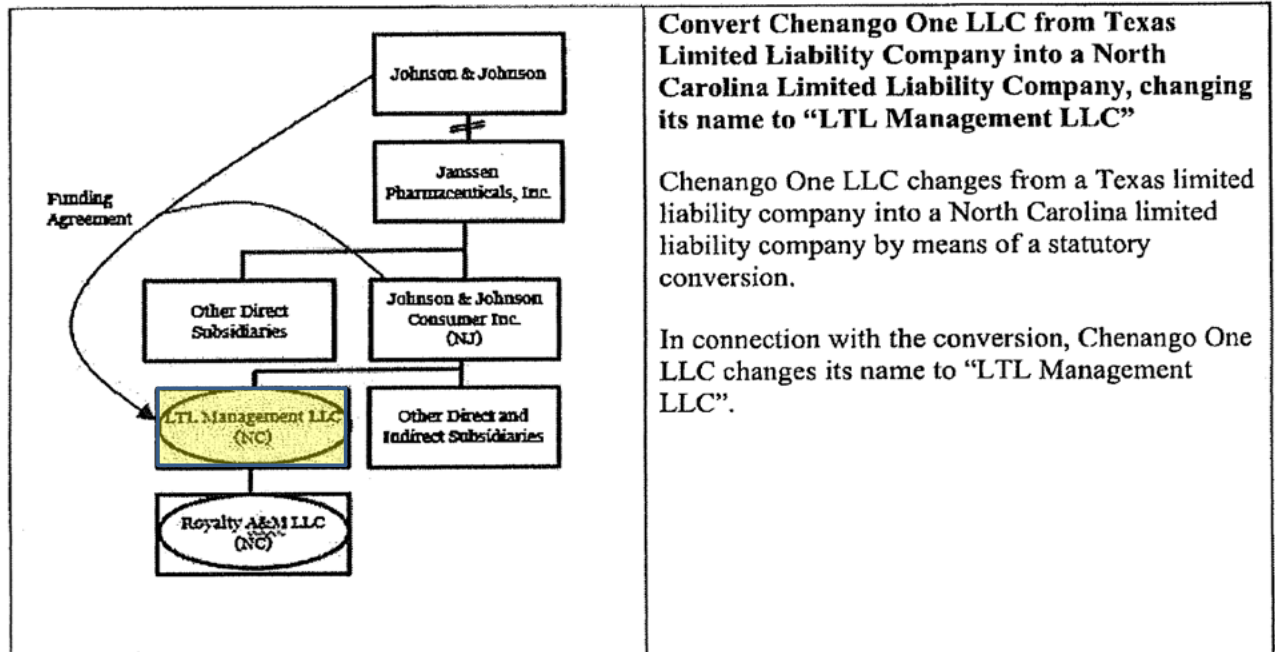 Johnson & Johnson
Janssen
Pharmaceuticals, Inc.
Funding
Agreement
Other Direct
Subsidiaries
Johnson & Johnson
Consumer Inc.
(NJ)
LTL Management LLC
(NC)
Other Direct and
Indirect Subsidiaries
Royalty A&M LLC
(NC)
Convert Chenango One LLC from Texas
Limited Liability Company into a North
Carolina Limited Liability Company, changing
its name to “LTL Management LLC”
Chenango One LLC changes from a Texas limited
liability company into a North Carolina limited
liability company by means of a statutory
conversion.
In connection with the conversion, Chenango One
LLC changes its name to “LTL Management
LLC”.